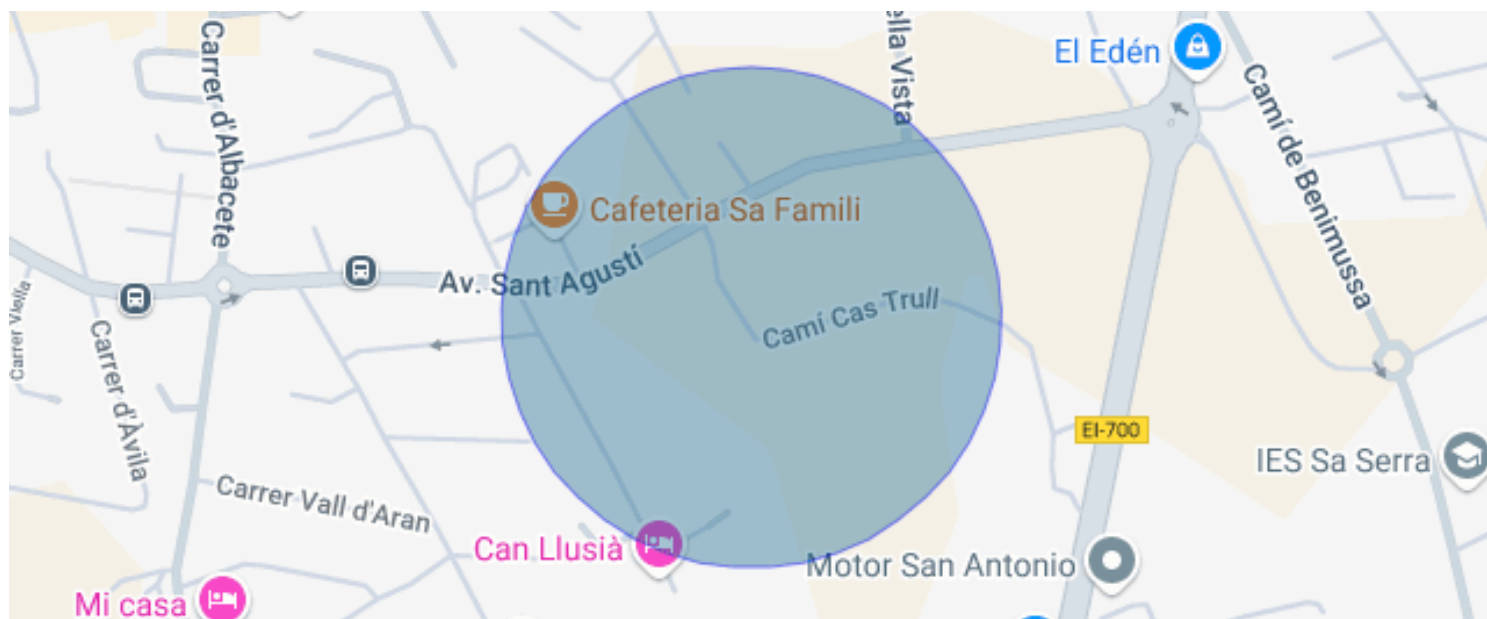 Carrer d'Albacete
ella Vista
El Edén
Camí de Benimussa
Cafeteria Sa Famili
Av. Sant Agustí
Camí Cas Trull
Carrer Viella
Carrer d'Àvila
EI-700
IES Sa Serra
Carrer Vall d'Aran
Can Llusià
Motor San Antonio
Mi casa